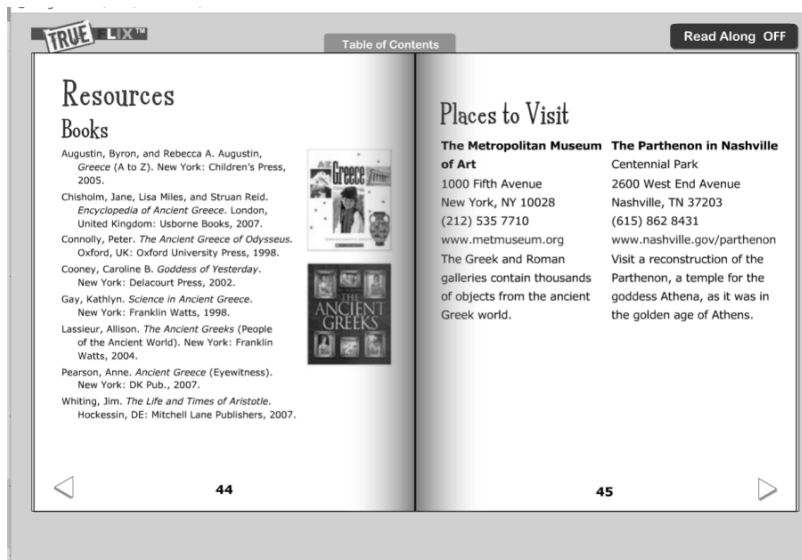 TRUE FLIX™
Table of Contents
Read Along OFF
Resources
Books
Augustin, Byron, and Rebecca A. Augustin,
Greece (A to Z). New York: Children's Press,
2005.
Chisholm, Jane, Lisa Miles, and Struan Reid.
Encyclopedia of Ancient Greece. London,
United Kingdom: Usborne Books, 2007.
Connolly, Peter. The Ancient Greece of Odysseus.
Oxford, UK: Oxford University Press, 1998.
Cooney, Caroline B. Goddess of Yesterday.
New York: Delacourt Press, 2002.
Gay, Kathlyn. Science in Ancient Greece.
New York: Franklin Watts, 1998.
Lassieur, Allison. The Ancient Greeks (People
of the Ancient World). New York: Franklin
Watts, 2004.
Pearson, Anne. Ancient Greece (Eyewitness).
New York: DK Pub., 2007.
Whiting, Jim. The Life and Times of Aristotle.
Hockessin, DE: Mitchell Lane Publishers, 2007.
Greece
THE
ANCIENT
GREEKS
44
Places to Visit
The Metropolitan Museum
of Art
1000 Fifth Avenue
New York, NY 10028
(212) 535 7710
www.metmuseum.org
The Greek and Roman
galleries contain thousands
of objects from the ancient
Greek world.
The Parthenon in Nashville
Centennial Park
2600 West End Avenue
Nashville, TN 37203
(615) 862 8431
www.nashville.gov/parthenon
Visit a reconstruction of the
Parthenon, a temple for the
goddess Athena, as it was in
the golden age of Athens.
45